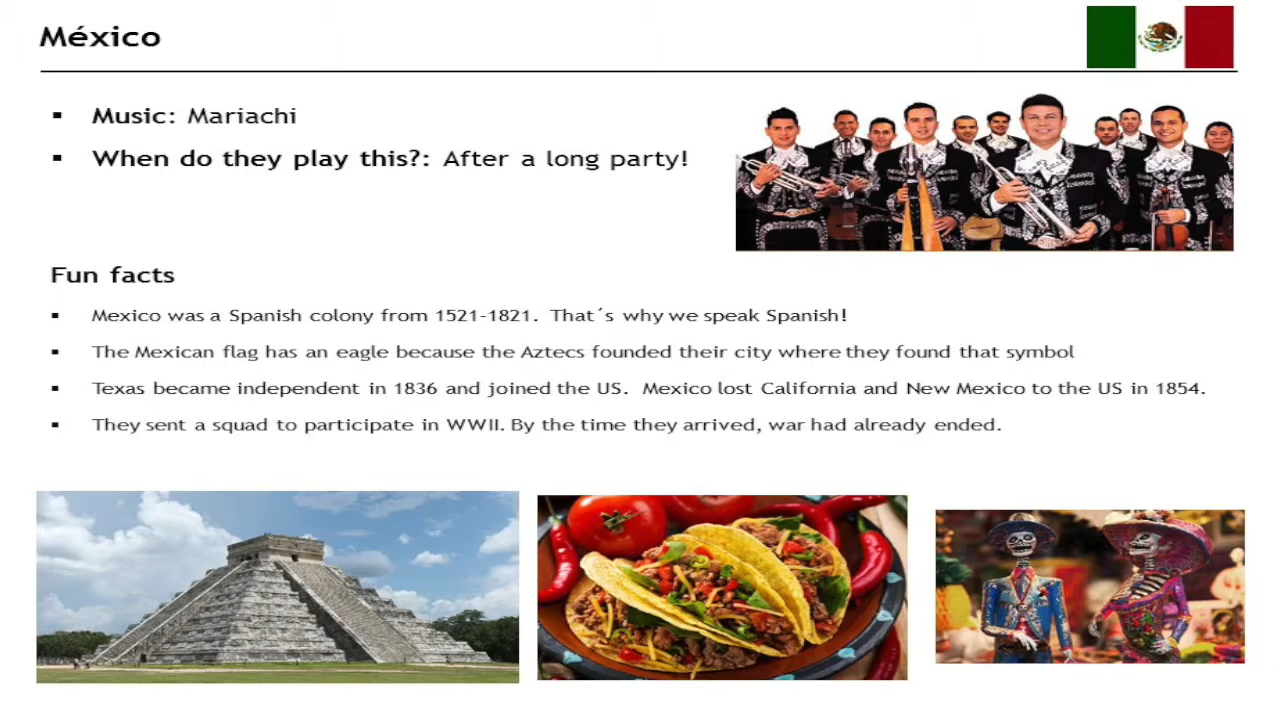 México
Music: Mariachi
When do they play this?: After a long party!
Fun facts
Mexico was a Spanish colony from 1521-1821. That´s why we speak Spanish!
The Mexican flag has an eagle because the Aztecs founded their city where they found that symbol
Texas became independent in 1836 and joined the US. Mexico lost California and New Mexico to the US in 1854.
They sent a squad to participate in WWII. By the time they arrived, war had already ended.